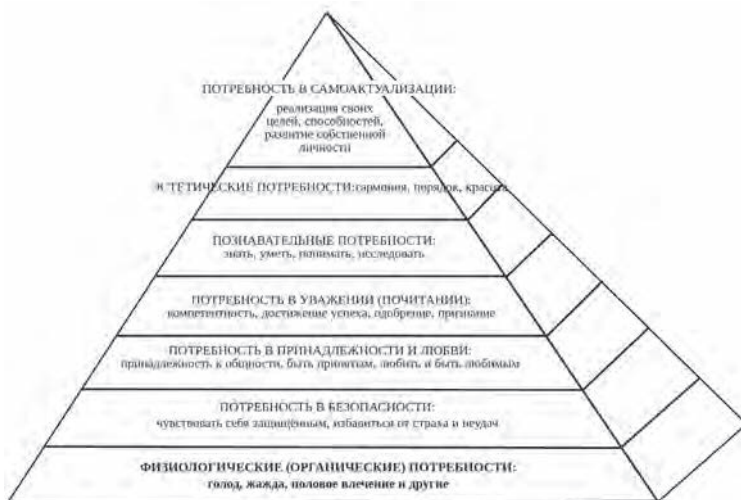 ПОТРЕБНОСТЬ В САМОАКТУАЛИЗАЦИИ:
реализация своих
целей, способностей,
развитие собственной
личности
ЭСТЕТИЧЕСКИЕ ПОТРЕБНОСТИ: гармония, порядок, красота
ПОЗНАВАТЕЛЬНЫЕ ПОТРЕБНОСТИ:
знать, уметь, понимать, исследовать
ПОТРЕБНОСТЬ В УВАЖЕНИИ (ПОЧИТАНИИ):
компетентность, достижение успеха, одобрение, признание
ПОТРЕБНОСТЬ В ПРИНАДЛЕЖНОСТИ И ЛЮБВИ:
принадлежность к общности, быть принятым, любить и быть любимым
ПОТРЕБНОСТЬ В БЕЗОПАСНОСТИ:
чувствовать себя защищённым, избавиться от страха и неудач
ФИЗИОЛОГИЧЕСКИЕ (ОРГАНИЧЕСКИЕ) ПОТРЕБНОСТИ:
голод, жажда, половое влечение и другие